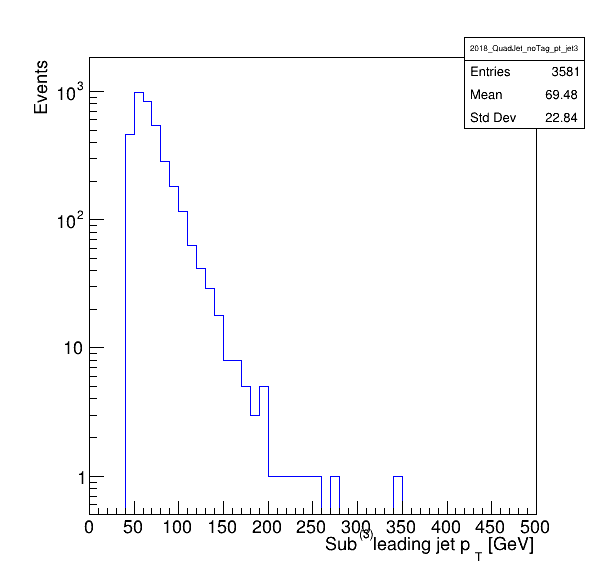 2018_QuadJet_noTag_pt_jet3
Entries 3581
Mean 69.48
Std Dev 22.84
Events
10³
10²
10
1
0 50 100 150 200 250 300 350 400 450 500
Sub⁽³⁾leading jet p_T [GeV]